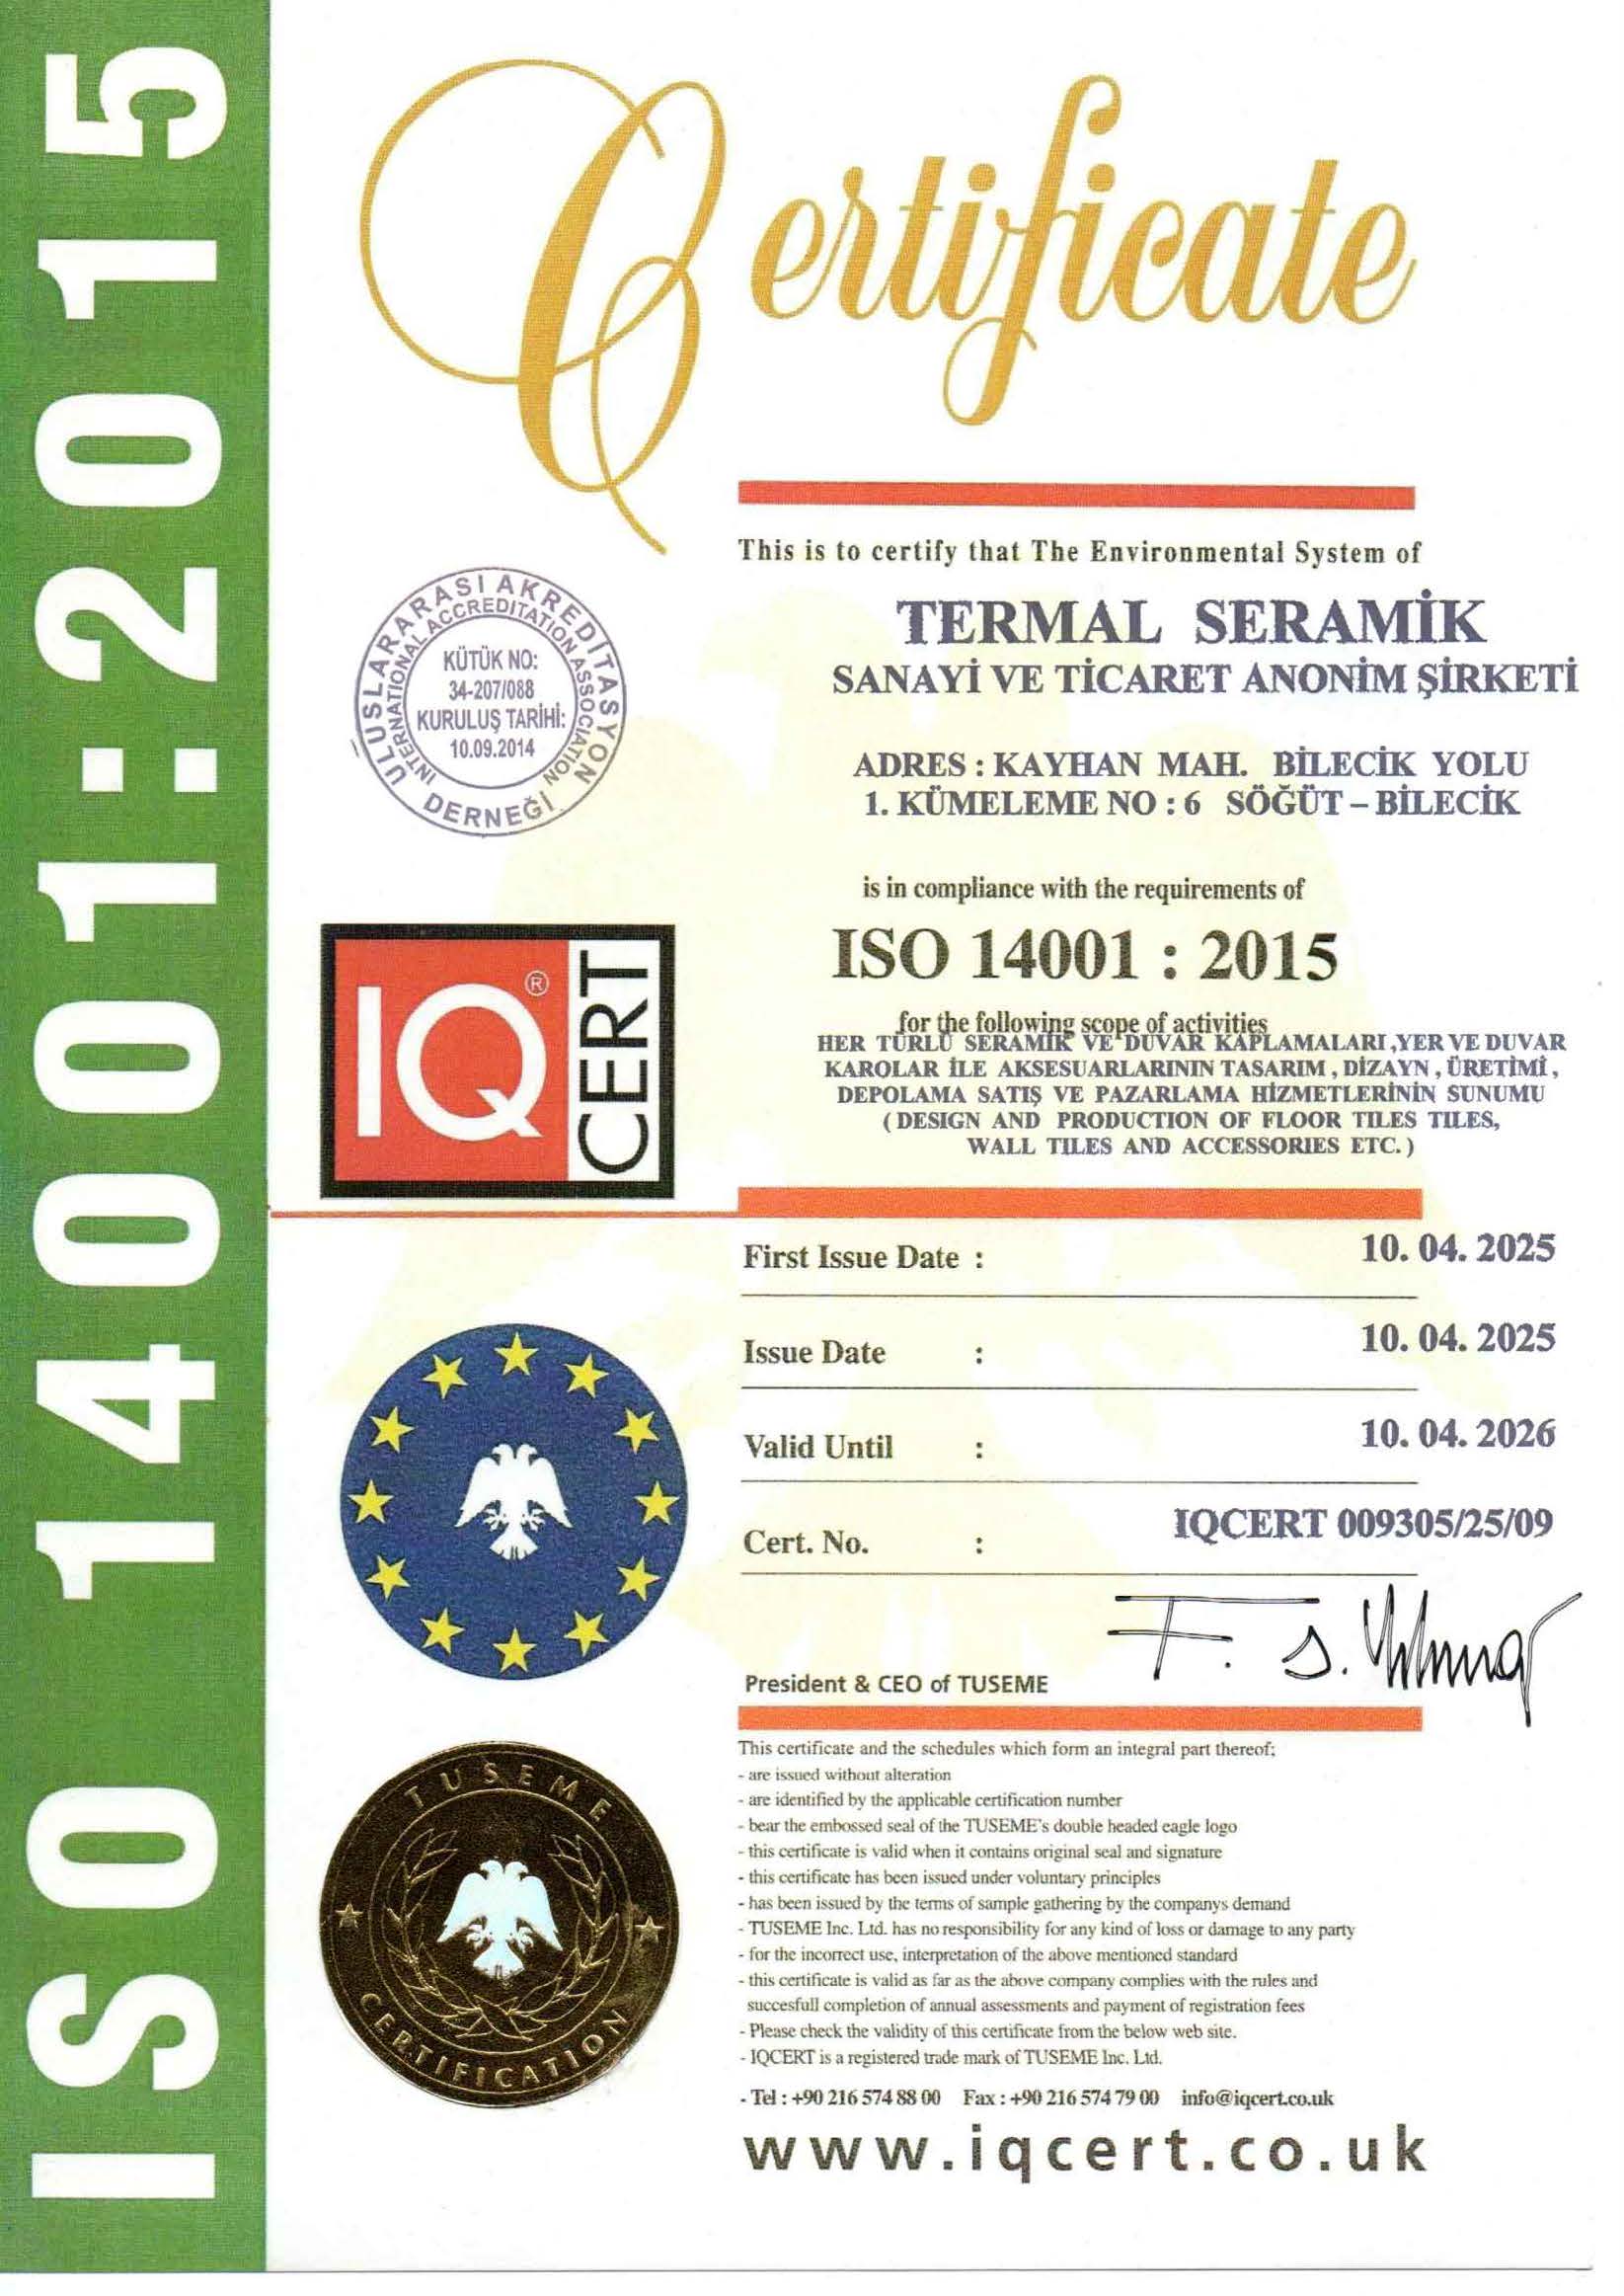 ISO 14001:2015
Certificate
This is to certify that The Environmental System of
TERMAL SERAMİK
SANAYİ VE TİCARET ANONİM ŞİRKETİ
ADRES : KAYHAN MAH. BİLECİK YOLU
1. KÜMELEME NO : 6 SÖĞÜT – BİLECİK
ULUSLARARASI AKREDİTASYON DERNEĞİ
INTERNATIONAL ACCREDITATION ASSOCIATION
KÜTÜK NO:
34-207/088
KURULUŞ TARİHİ:
10.09.2014
is in compliance with the requirements of
ISO 14001 : 2015
IQ®
CERT
for the following scope of activities
HER TÜRLÜ SERAMİK VE DUVAR KAPLAMALARI ,YER VE DUVAR
KAROLAR İLE AKSESUARLARININ TASARIM , DİZAYN , ÜRETİMİ ,
DEPOLAMA SATIŞ VE PAZARLAMA HİZMETLERİNİN SUNUMU
( DESIGN AND PRODUCTION OF FLOOR TILES TILES,
WALL TILES AND ACCESSORIES ETC. )
First Issue Date : 10. 04. 2025
Issue Date : 10. 04. 2025
Valid Until : 10. 04. 2026
Cert. No. : IQCERT 009305/25/09
President & CEO of TUSEME
TUSEME
CERTIFICATION
This certificate and the schedules which form an integral part thereof;
- are issued without alteration
- are identified by the applicable certification number
- bear the embossed seal of the TUSEME's double headed eagle logo
- this certificate is valid when it contains original seal and signature
- this certificate has been issued under voluntary principles
- has been issued by the terms of sample gathering by the companys demand
- TUSEME Inc. Ltd. has no responsibility for any kind of loss or damage to any party
- for the incorrect use, interpretation of the above mentioned standard
- this certificate is valid as far as the above company complies with the rules and
succesfull completion of annual assessments and payment of registration fees
- Please check the validity of this certificate from the below web site.
- IQCERT is a registered trade mark of TUSEME Inc. Ltd.
- Tel : +90 216 574 88 00 Fax : +90 216 574 79 00 info@iqcert.co.uk
www.iqcert.co.uk